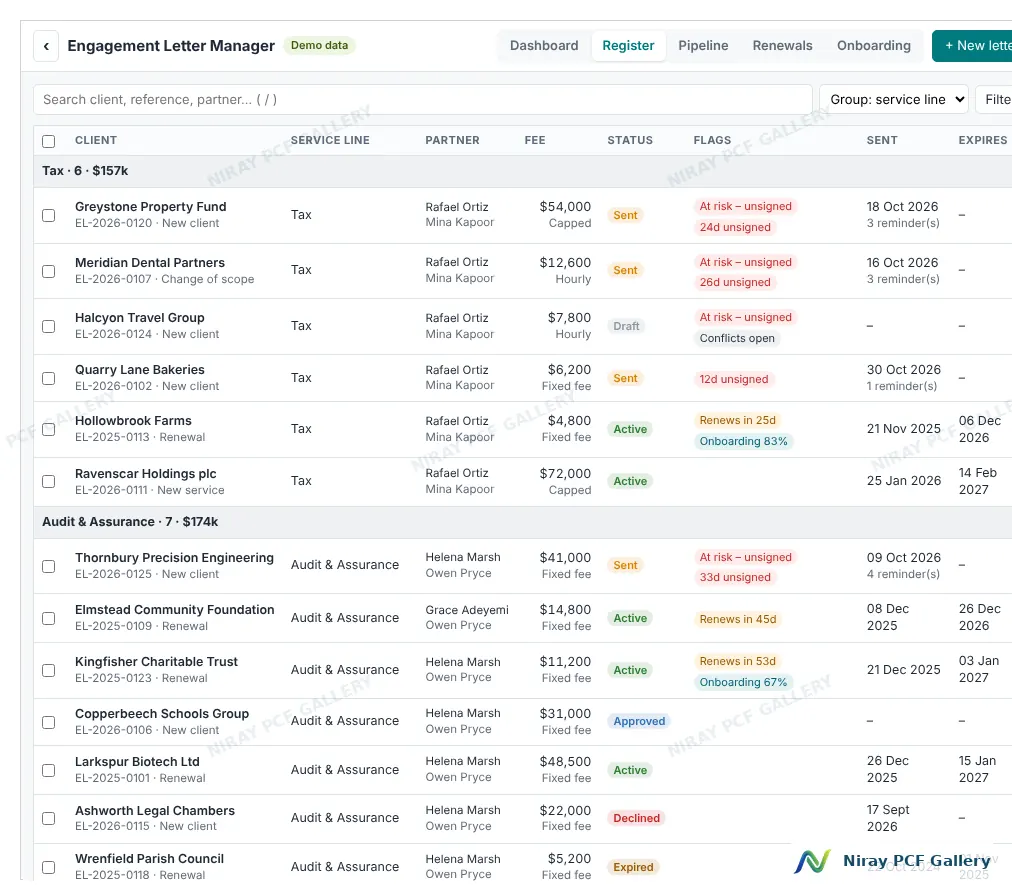 ‹ Engagement Letter Manager Demo data Dashboard Register Pipeline Renewals Onboarding + New lette
Search client, reference, partner... ( / ) Group: service line Filte
CLIENT SERVICE LINE PARTNER FEE STATUS FLAGS SENT EXPIRES
Tax · 6 · $157k
Greystone Property Fund Rafael Ortiz $54,000 At risk – unsigned 18 Oct 2026
Tax Sent –
EL-2026-0120 · New client Mina Kapoor Capped 24d unsigned 3 reminder(s)
Meridian Dental Partners Rafael Ortiz $12,600 At risk – unsigned 16 Oct 2026
Tax Sent –
EL-2026-0107 · Change of scope Mina Kapoor Hourly 26d unsigned 3 reminder(s)
Halcyon Travel Group Rafael Ortiz $7,800 At risk – unsigned
Tax Draft – –
EL-2026-0124 · New client Mina Kapoor Hourly Conflicts open
Quarry Lane Bakeries Rafael Ortiz $6,200 30 Oct 2026
Tax Sent 12d unsigned –
EL-2026-0102 · New client Mina Kapoor Fixed fee 1 reminder(s)
Hollowbrook Farms Rafael Ortiz $4,800 Renews in 25d 06 Dec
Tax Active 21 Nov 2025
EL-2025-0113 · Renewal Mina Kapoor Fixed fee Onboarding 83% 2026
Ravenscar Holdings plc Rafael Ortiz $72,000 14 Feb
Tax Active 25 Jan 2026
EL-2026-0111 · New service Mina Kapoor Capped 2027
Audit & Assurance · 7 · $174k
Thornbury Precision Engineering Helena Marsh $41,000 At risk – unsigned 09 Oct 2026
Audit & Assurance Sent –
EL-2026-0125 · New client Owen Pryce Fixed fee 33d unsigned 4 reminder(s)
Elmstead Community Foundation Grace Adeyemi $14,800 08 Dec 26 Dec
Audit & Assurance Active Renews in 45d
EL-2025-0109 · Renewal Owen Pryce Fixed fee 2025 2026
Kingfisher Charitable Trust Helena Marsh $11,200 Renews in 53d 03 Jan
Audit & Assurance Active 21 Dec 2025
EL-2025-0123 · Renewal Owen Pryce Fixed fee Onboarding 67% 2027
Copperbeech Schools Group Helena Marsh $31,000
Audit & Assurance Approved – –
EL-2026-0106 · New client Owen Pryce Fixed fee
Larkspur Biotech Ltd Helena Marsh $48,500 26 Dec 15 Jan
Audit & Assurance Active
EL-2025-0101 · Renewal Owen Pryce Fixed fee 2025 2027
Ashworth Legal Chambers Helena Marsh $22,000 17 Sept
Audit & Assurance Declined –
EL-2026-0115 · New client Owen Pryce Fixed fee 2026
Wrenfield Parish Council Helena Marsh $5,200
Audit & Assurance Expired
EL-2025-0118 · Renewal Owen Pryce Fixed fee 2025
Niray PCF Gallery
NIRAY PCF GALLERY